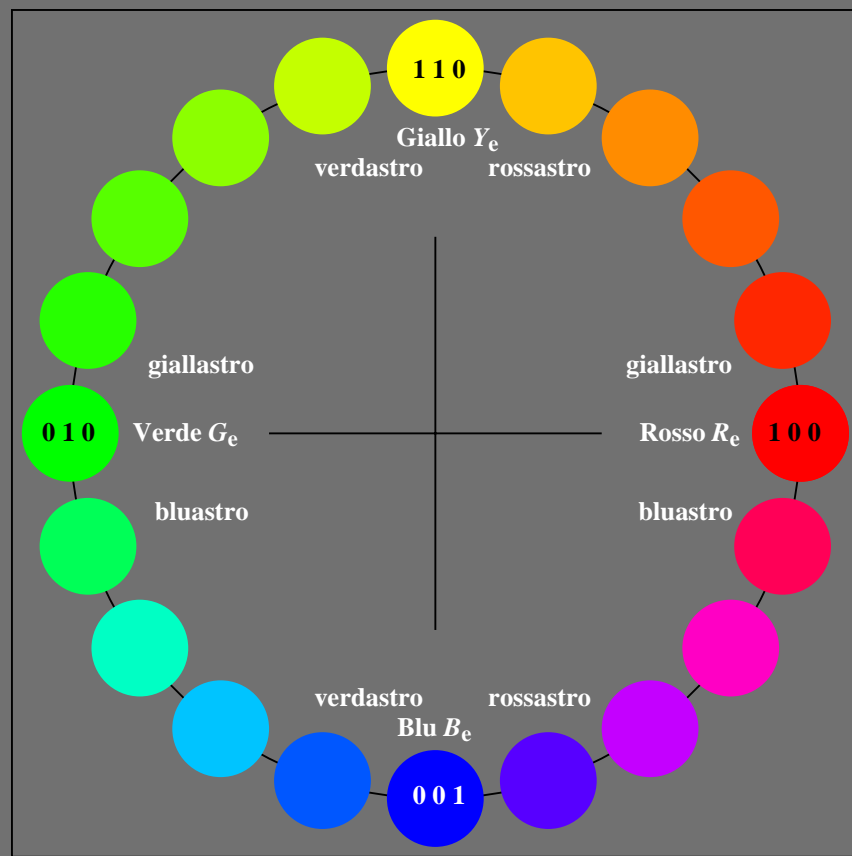 1 1 0
Giallo Yₑ
verdastro rossastro
giallastro giallastro
0 1 0 Verde Gₑ Rosso Rₑ 1 0 0
bluastro bluastro
verdastro rossastro
Blu Bₑ
0 0 1